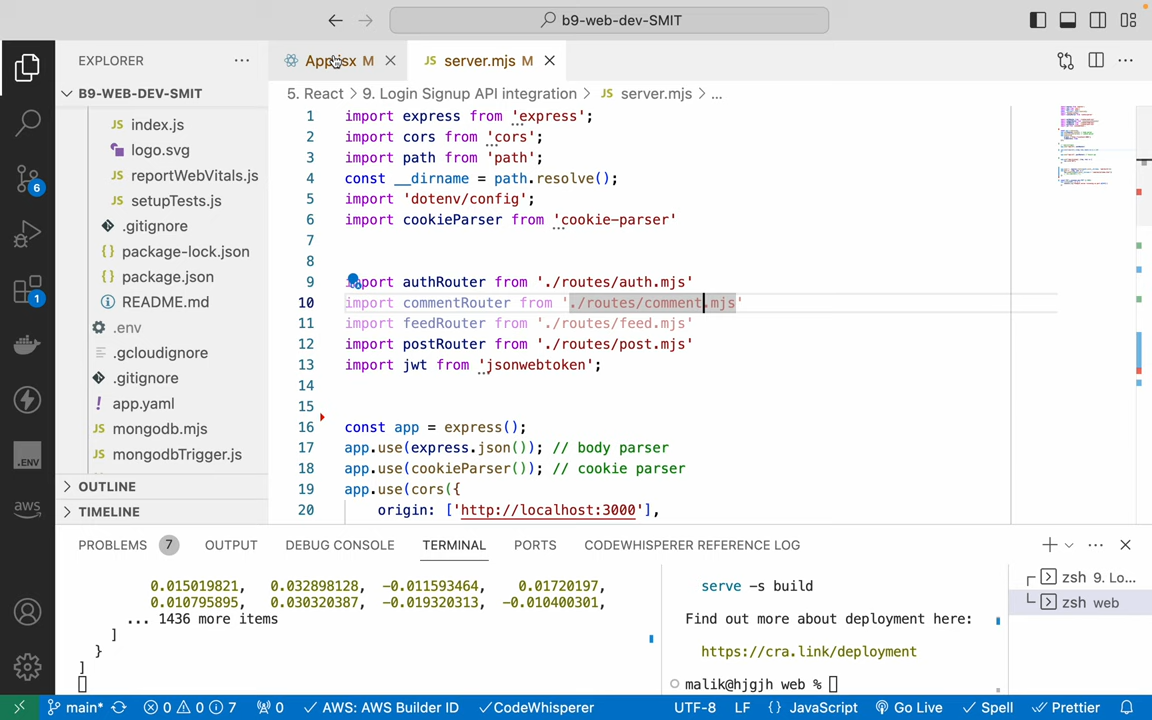 b9-web-dev-SMIT
EXPLORER
App.jsx M
JS server.mjs M
B9-WEB-DEV-SMIT
5. React > 9. Login Signup API integration > JS server.mjs > ...
JS index.js
logo.svg
JS reportWebVitals.js
JS setupTests.js
.gitignore
{} package-lock.json
{} package.json
README.md
.env
.gcloudignore
.gitignore
! app.yaml
JS mongodb.mjs
JS mongodbTrigger.js
OUTLINE
TIMELINE
6
1
.ENV
aws
1 import express from 'express';
2 import cors from 'cors';
3 import path from 'path';
4 const __dirname = path.resolve();
5 import 'dotenv/config';
6 import cookieParser from 'cookie-parser'
7
8
9 import authRouter from './routes/auth.mjs'
10 import commentRouter from './routes/comment.mjs'
11 import feedRouter from './routes/feed.mjs'
12 import postRouter from './routes/post.mjs'
13 import jwt from 'jsonwebtoken';
14
15
16 const app = express();
17 app.use(express.json()); // body parser
18 app.use(cookieParser()); // cookie parser
19 app.use(cors({
20 origin: ['http://localhost:3000'],
PROBLEMS 7 OUTPUT DEBUG CONSOLE TERMINAL PORTS CODEWHISPERER REFERENCE LOG
0.015019821, 0.032898128, -0.011593464, 0.01720197,
0.010795895, 0.030320387, -0.019320313, -0.010400301,
... 1436 more items
]
}
]
serve -s build
Find out more about deployment here:
https://cra.link/deployment
malik@hjgjh web %
zsh 9. Lo...
zsh web
main* 0 0 7 0 AWS: AWS Builder ID CodeWhisperer UTF-8 LF {} JavaScript Go Live Spell Prettier